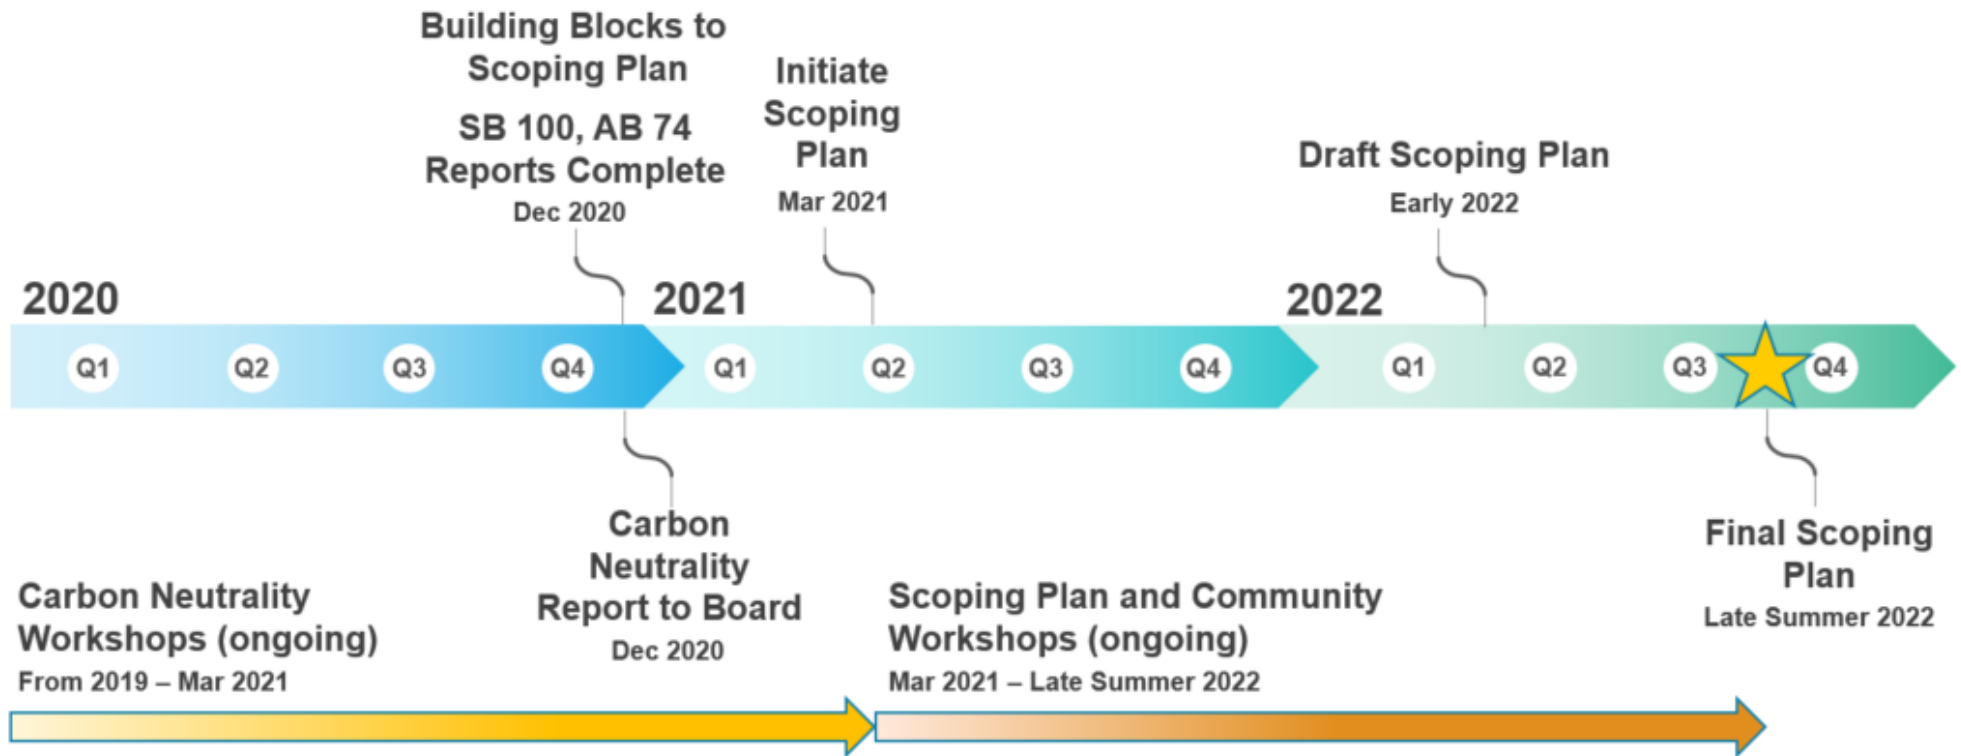 Building Blocks to
Scoping Plan
SB 100, AB 74
Reports Complete
Dec 2020
Initiate
Scoping
Plan
Mar 2021
Draft Scoping Plan
Early 2022
2020
2021
2022
Q1
Q2
Q3
Q4
Q1
Q2
Q3
Q4
Q1
Q2
Q3
Q4
Carbon
Neutrality
Report to Board
Dec 2020
Final Scoping
Plan
Late Summer 2022
Carbon Neutrality
Workshops (ongoing)
From 2019 – Mar 2021
Scoping Plan and Community
Workshops (ongoing)
Mar 2021 – Late Summer 2022